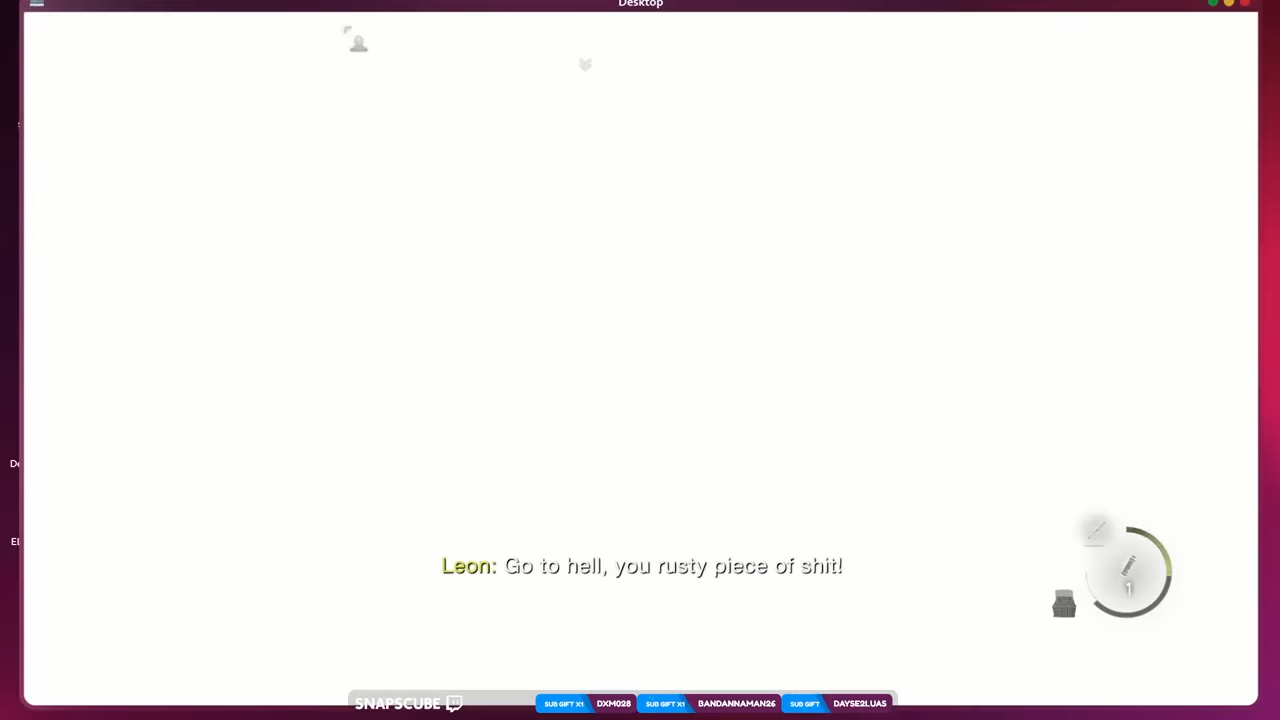 Desktop
Leon: Go to hell, you rusty piece of shit!
1
SNAPSCUBE
SUB GIFT X1 DXM028
SUB GIFT X1 BANDANNAMAN26
SUB GIFT DAYSE2LUAS